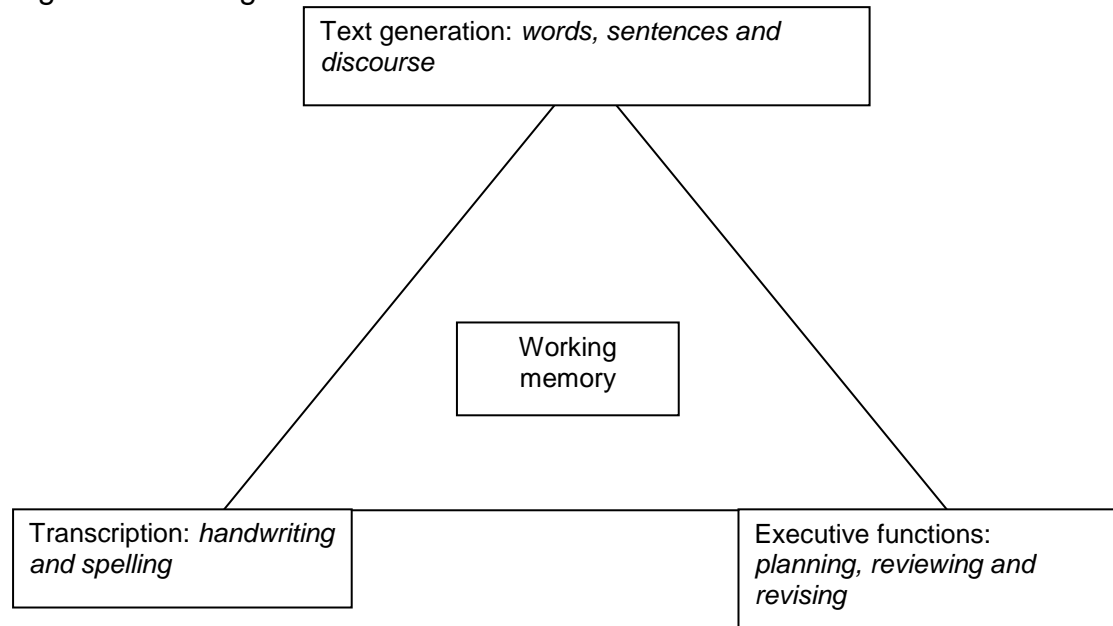 Text generation: words, sentences and
discourse
Working
memory
Transcription: handwriting
and spelling
Executive functions:
planning, reviewing and
revising